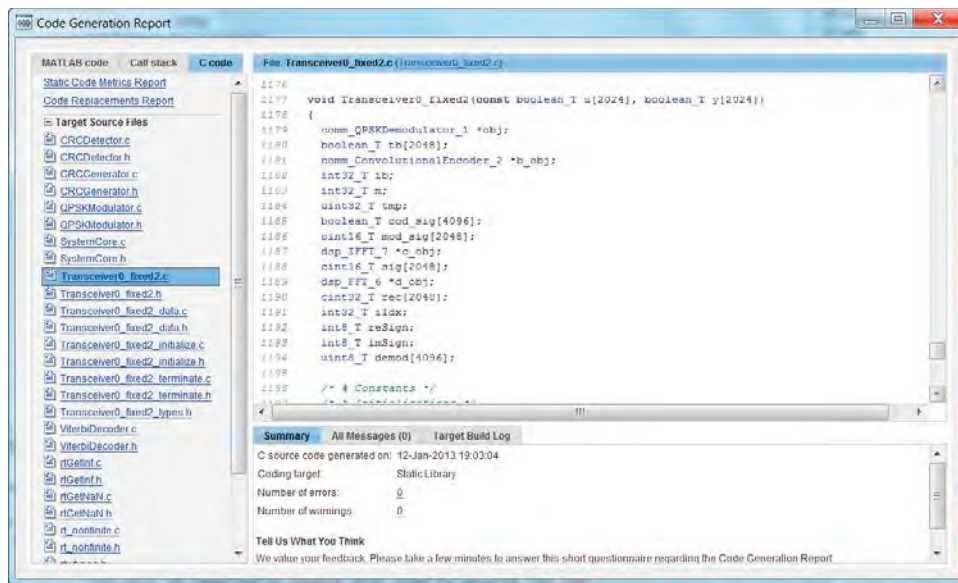 Code Generation Report
MATLAB code
Call stack
C code
Static Code Metrics Report
Code Replacements Report
Target Source Files
CRCDetector.c
CRCDetector.h
CRCGenerator.c
CRCGenerator.h
QPSKModulator.c
QPSKModulator.h
SystemCore.c
SystemCore.h
Transceiver0_fixed2.c
Transceiver0_fixed2.h
Transceiver0_fixed2_data.c
Transceiver0_fixed2_data.h
Transceiver0_fixed2_initialize.c
Transceiver0_fixed2_initialize.h
Transceiver0_fixed2_terminate.c
Transceiver0_fixed2_terminate.h
Transceiver0_fixed2_types.h
ViterbiDecoder.c
ViterbiDecoder.h
rtGetInf.c
rtGetInf.h
rtGetNaN.c
rtGetNaN.h
rt_nonfinite.c
rt_nonfinite.h
File: Transceiver0_fixed2.c (Transceiver0_fixed2.c)
1176
1177 void Transceiver0_fixed2(const boolean_T u[2024], boolean_T y[2024])
1178 {
1179 comm_QPSKDemodulator_1 *obj;
1180 boolean_T tb[2048];
1181 comm_ConvolutionalEncoder_2 *b_obj;
1182 int32_T ib;
1183 int32_T m;
1184 uint32_T tmp;
1185 boolean_T cod_sig[4096];
1186 cint16_T mod_sig[2048];
1187 dsp_IFFT_7 *c_obj;
1188 cint16_T sig[2048];
1189 dsp_FFT_6 *d_obj;
1190 cint32_T rec[2048];
1191 int32_T iIdx;
1192 int8_T reSign;
1193 int8_T imSign;
1194 uint8_T demod[4096];
1195
1196 /* % Constants */
Summary
All Messages (0)
Target Build Log
C source code generated on: 12-Jan-2013 19:03:04
Coding target: Static Library
Number of errors: 0
Number of warnings: 0
Tell Us What You Think
We value your feedback. Please take a few minutes to answer this short questionnaire regarding the Code Generation Report